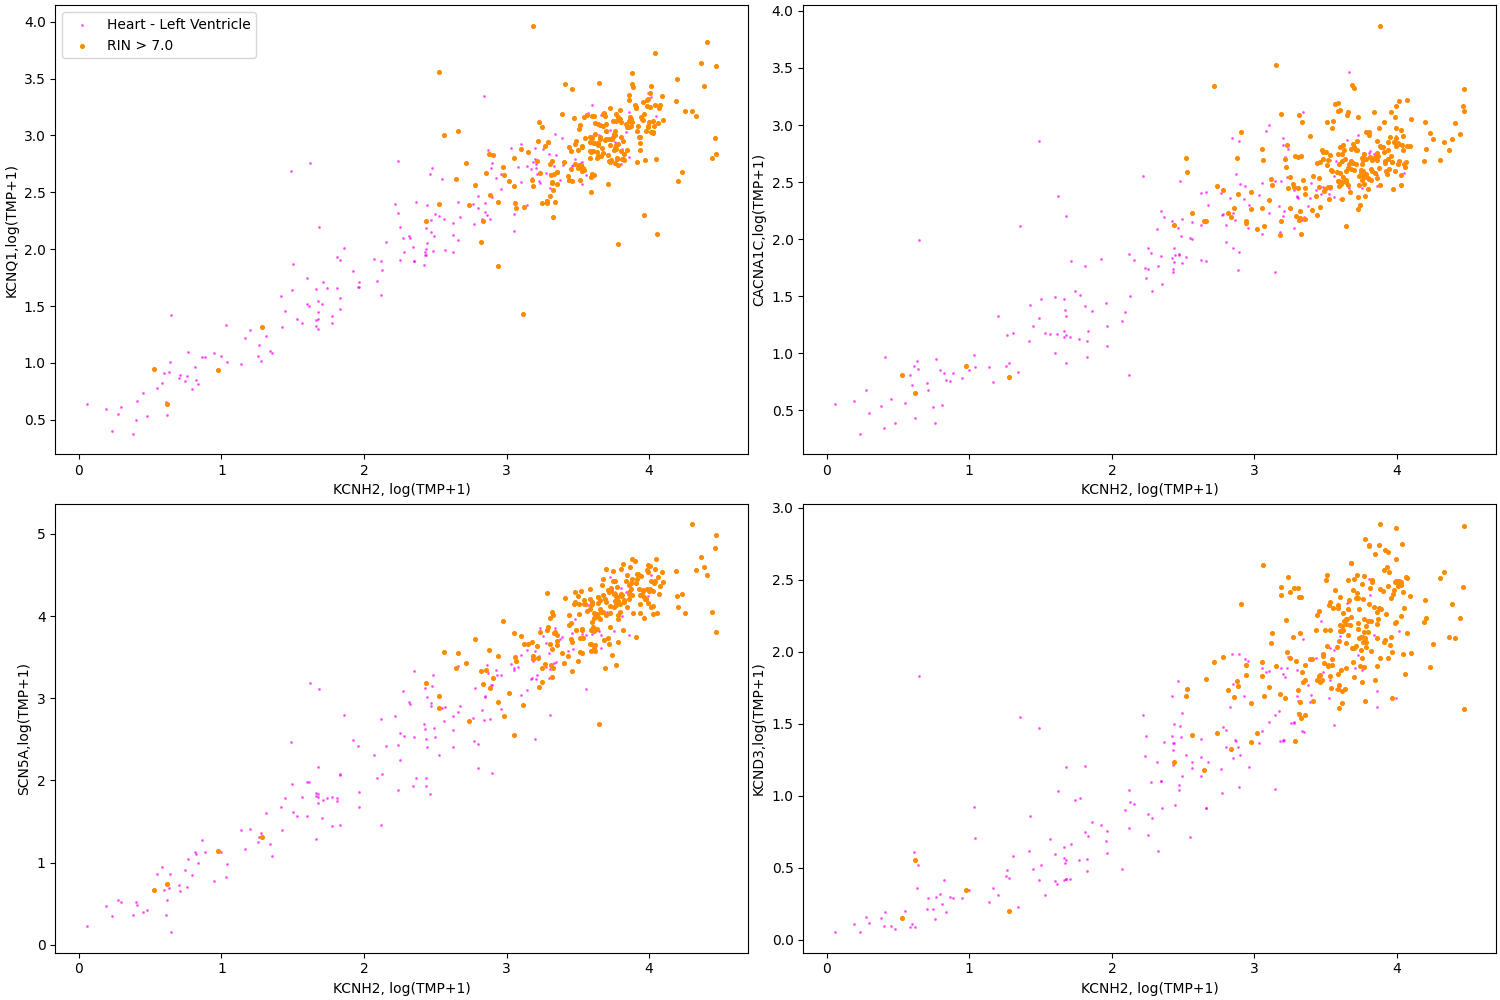 4.0
3.5
3.0
2.5
2.0
1.5
1.0
0.5
KCNQ1,log(TMP+1)
Heart - Left Ventricle
RIN > 7.0
0 1 2 3 4
KCNH2, log(TMP+1)
4.0
3.5
3.0
2.5
2.0
1.5
1.0
0.5
CACNA1C,log(TMP+1)
0 1 2 3 4
KCNH2, log(TMP+1)
5
4
3
2
1
0
SCN5A,log(TMP+1)
0 1 2 3 4
KCNH2, log(TMP+1)
3.0
2.5
2.0
1.5
1.0
0.5
0.0
KCND3,log(TMP+1)
0 1 2 3 4
KCNH2, log(TMP+1)